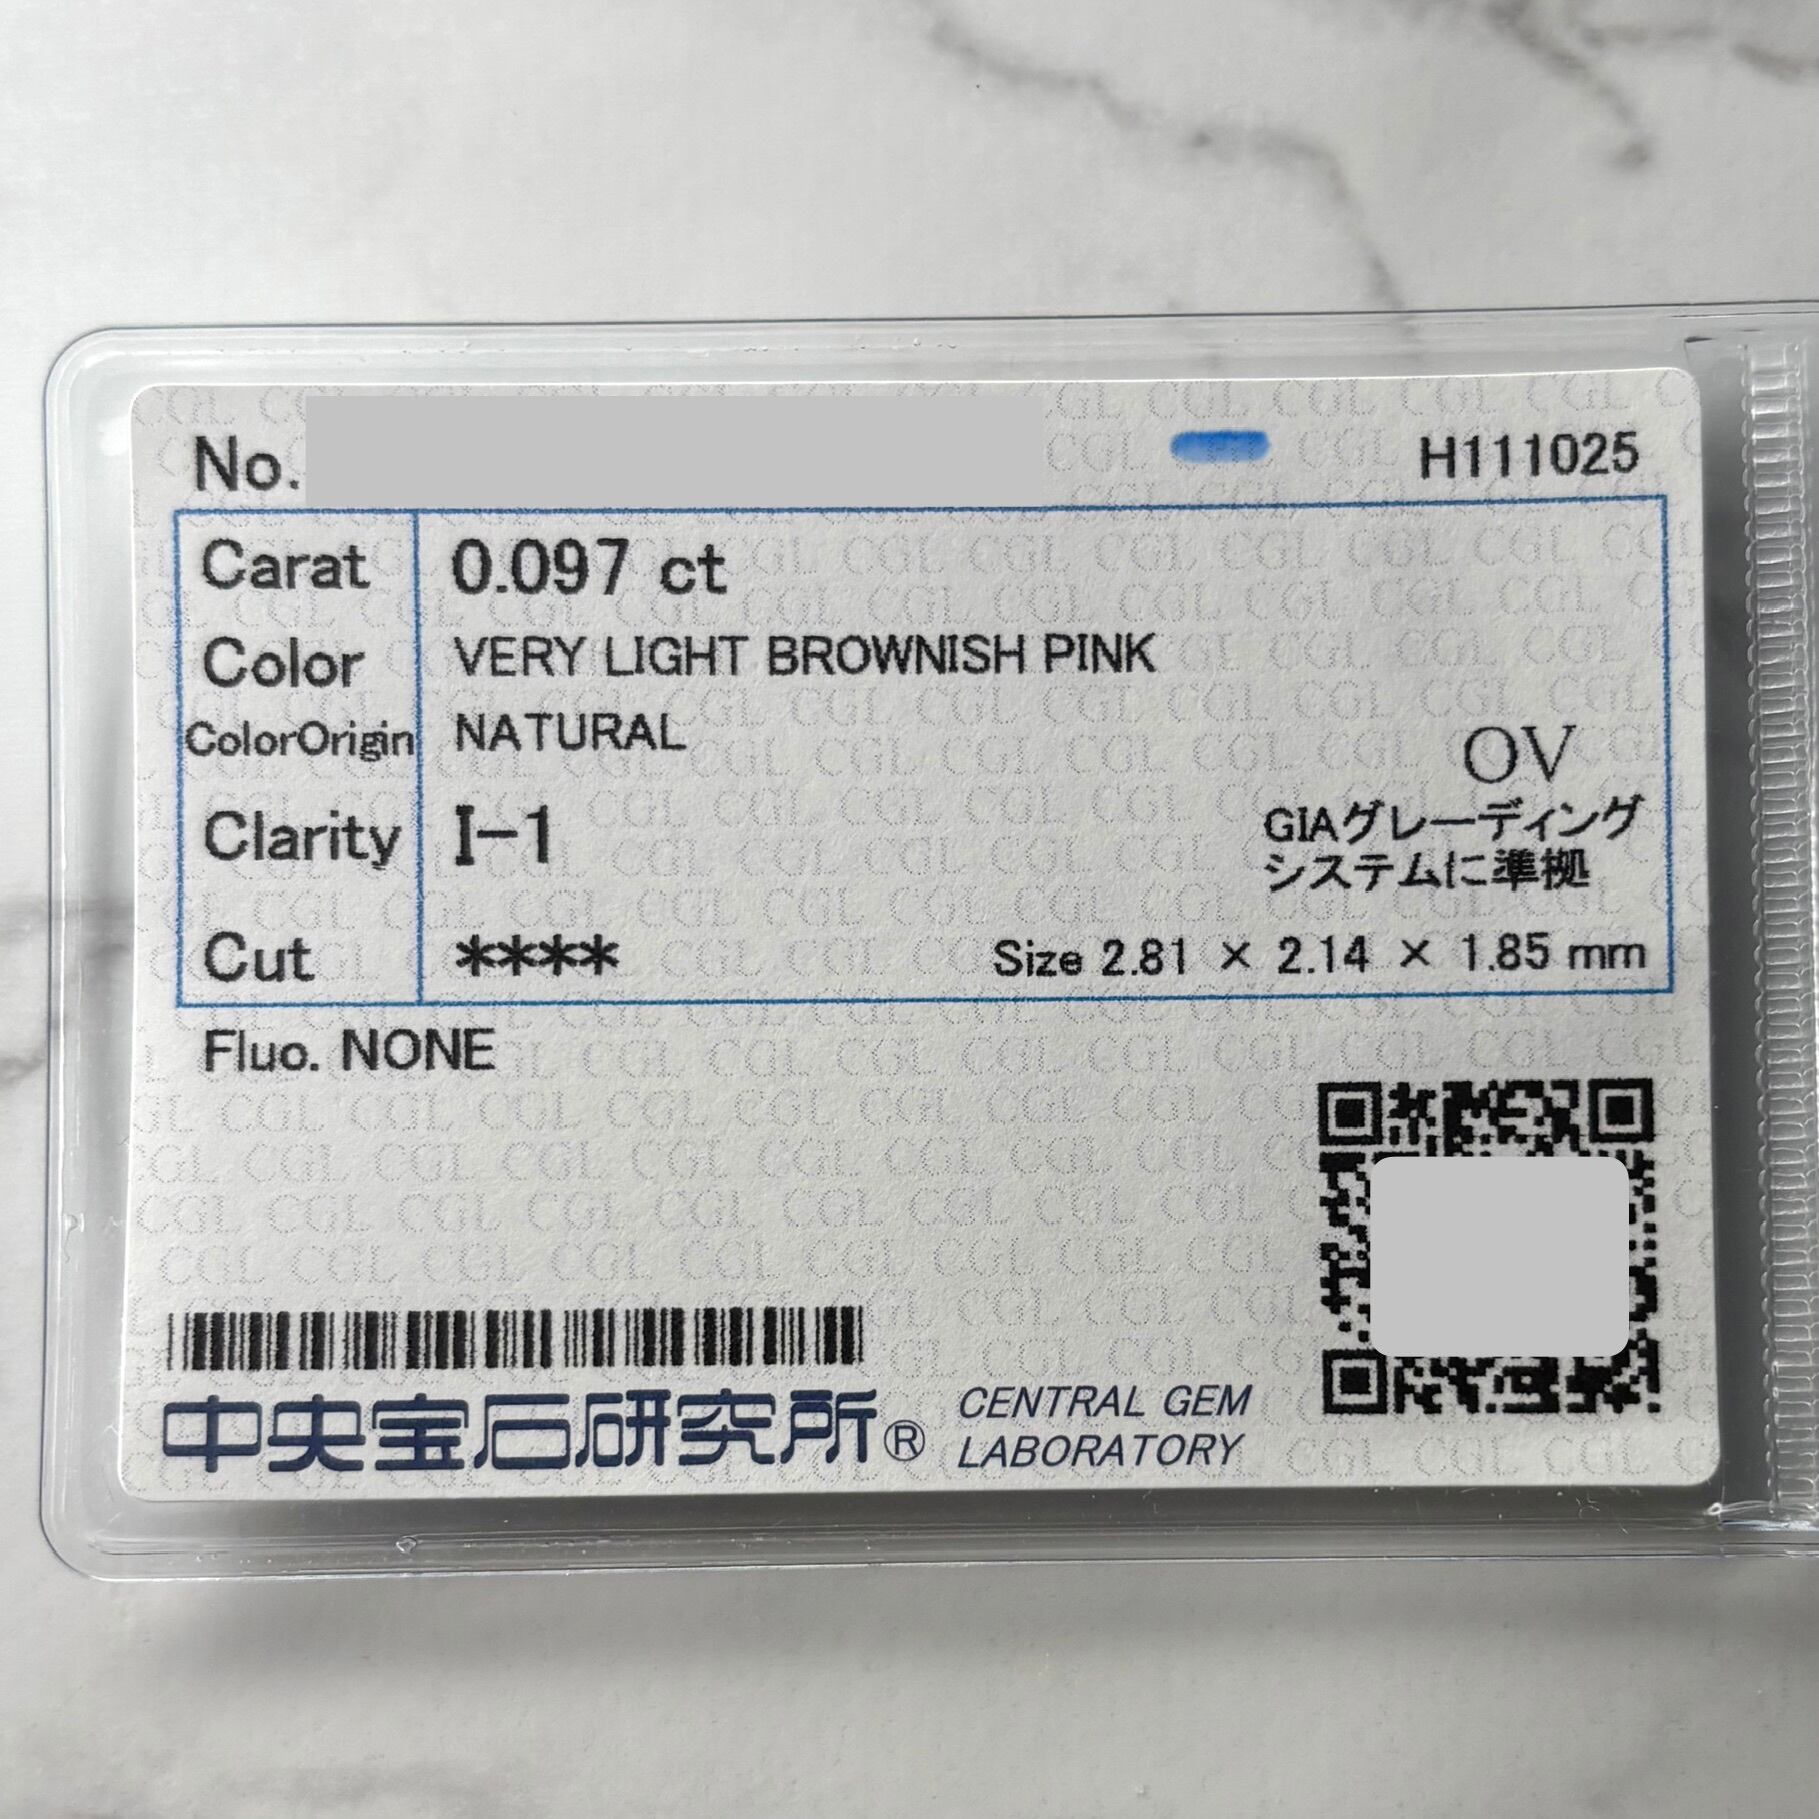 No. H111025
Carat 0.097 ct
Color VERY LIGHT BROWNISH PINK
ColorOrigin NATURAL
OV
Clarity I-1
GIAグレーディング
システムに準拠
Cut **** Size 2.81 × 2.14 × 1.85 mm
Fluo. NONE
中央宝石研究所® CENTRAL GEM
LABORATORY